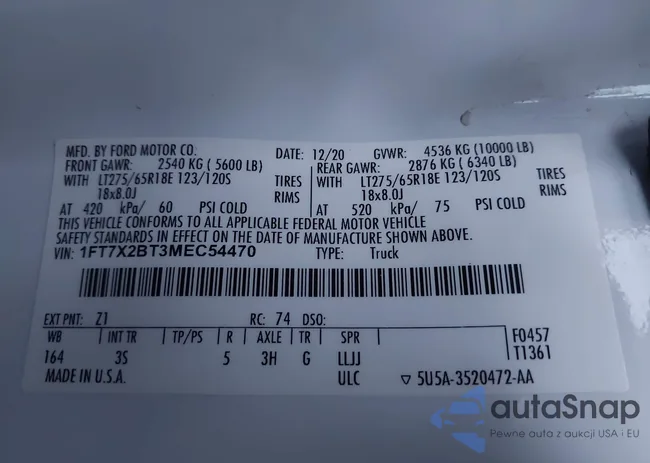 MFD. BY FORD MOTOR CO. DATE: 12/20 GVWR: 4536 KG (10000 LB)
FRONT GAWR: 2540 KG (5600 LB) REAR GAWR: 2876 KG (6340 LB)
WITH LT275/65R18E 123/120S TIRES WITH LT275/65R18E 123/120S TIRES
18x8.0J RIMS 18x8.0J RIMS
AT 420 kPa/ 60 PSI COLD AT 520 kPa/ 75 PSI COLD
THIS VEHICLE CONFORMS TO ALL APPLICABLE FEDERAL MOTOR VEHICLE
SAFETY STANDARDS IN EFFECT ON THE DATE OF MANUFACTURE SHOWN ABOVE.
VIN: 1FT7X2BT3MEC54470 TYPE: Truck
EXT PNT: Z1 RC: 74 DSO:
WB INT TR TP/PS R AXLE TR SPR F0457
164 3S 5 3H G LLJJ T1361
MADE IN U.S.A. ULC ▽ 5U5A-3520472-AA
autaSnap
Pewne auta z aukcji USA i EU